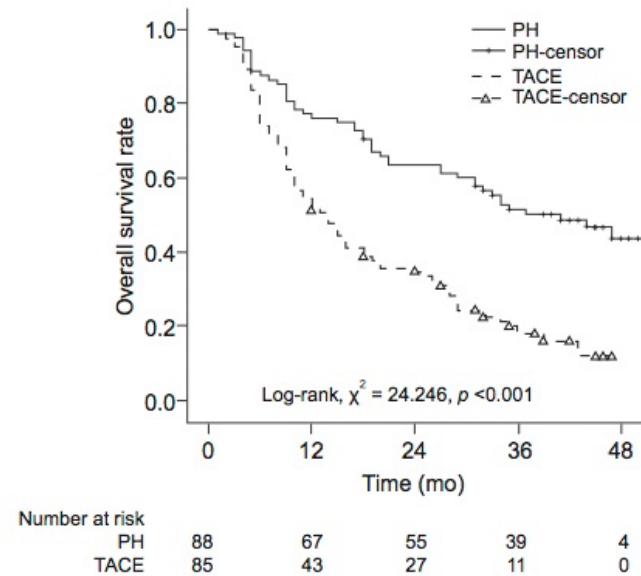 1.0
0.8
0.6
0.4
0.2
0.0
Overall survival rate
PH
PH-censor
TACE
TACE-censor
Log-rank, χ² = 24.246, p <0.001
0 12 24 36 48
Time (mo)
Number at risk
PH 88 67 55 39 4
TACE 85 43 27 11 0